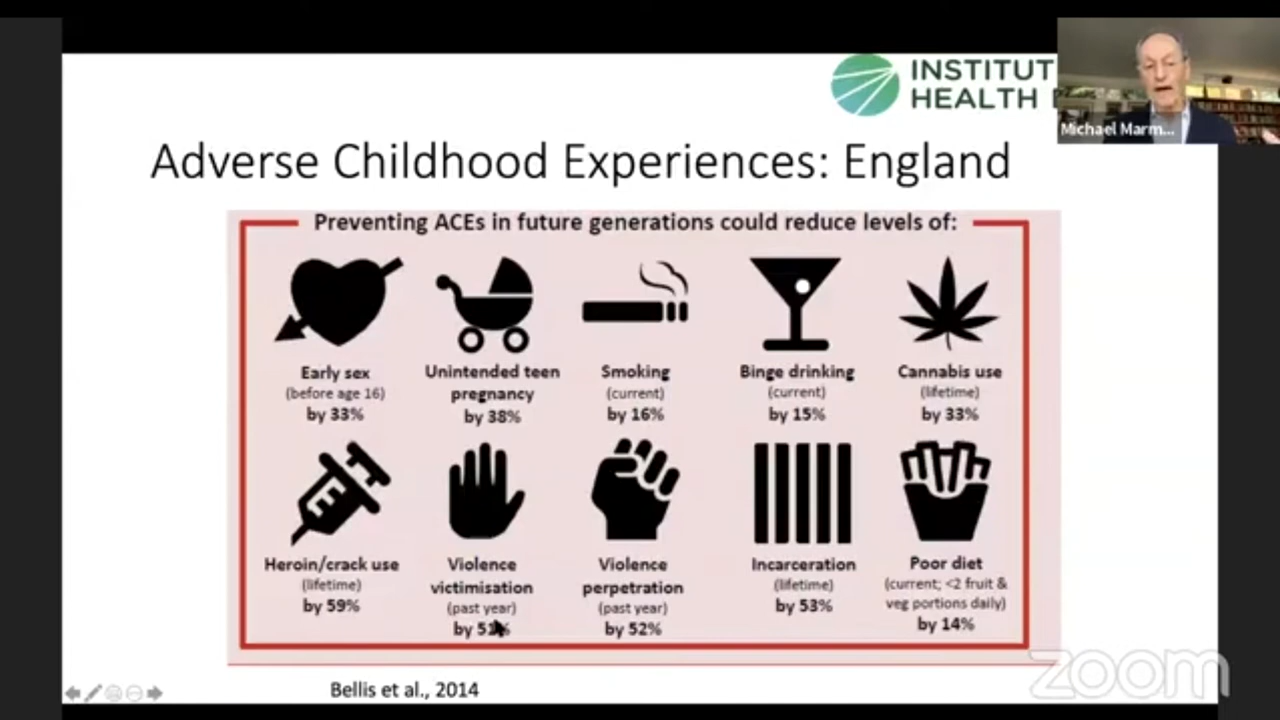 INSTITUT
HEALTH
Michael Marm...
Adverse Childhood Experiences: England
Preventing ACEs in future generations could reduce levels of:
Early sex
(before age 16)
by 33%
Unintended teen
pregnancy
by 38%
Smoking
(current)
by 16%
Binge drinking
(current)
by 15%
Cannabis use
(lifetime)
by 33%
Heroin/crack use
(lifetime)
by 59%
Violence
victimisation
(past year)
by 51%
Violence
perpetration
(past year)
by 52%
Incarceration
(lifetime)
by 53%
Poor diet
(current; <2 fruit &
veg portions daily)
by 14%
Bellis et al., 2014
zoom